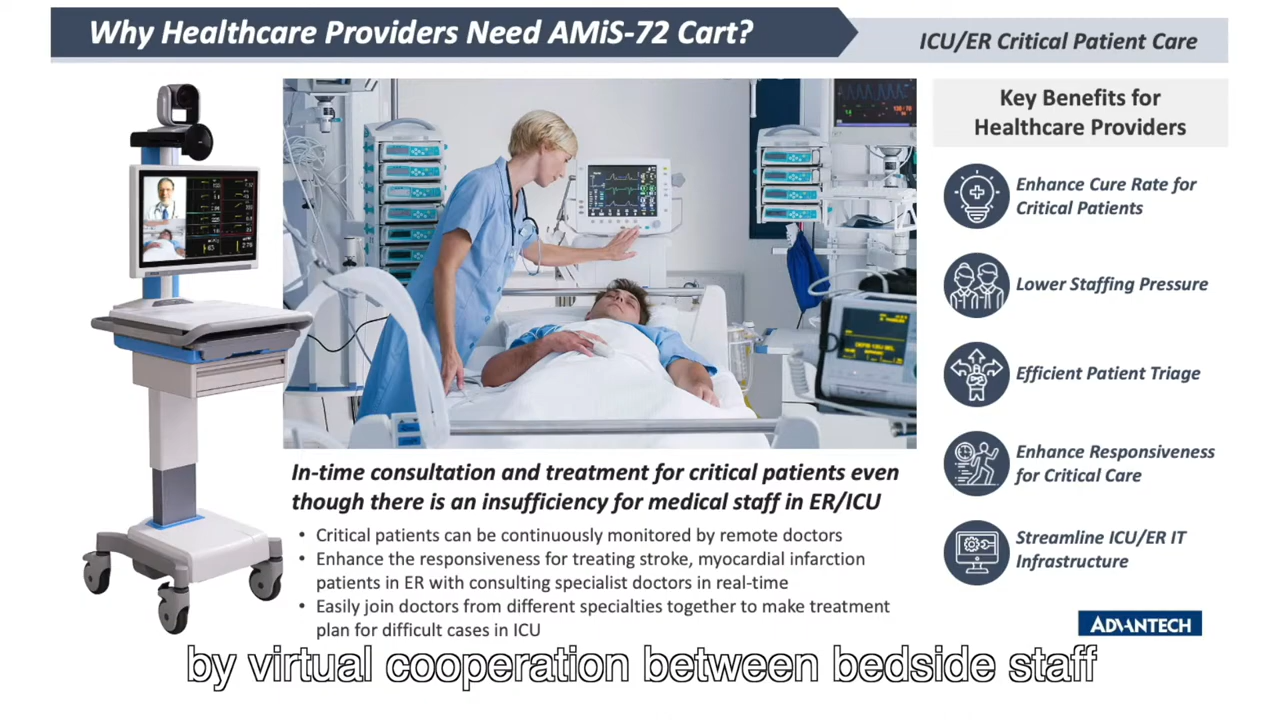 Why Healthcare Providers Need AMiS-72 Cart?
ICU/ER Critical Patient Care
Key Benefits for
Healthcare Providers
Enhance Cure Rate for
Critical Patients
Lower Staffing Pressure
Efficient Patient Triage
Enhance Responsiveness
for Critical Care
Streamline ICU/ER IT
Infrastructure
In-time consultation and treatment for critical patients even
though there is an insufficiency for medical staff in ER/ICU
• Critical patients can be continuously monitored by remote doctors
• Enhance the responsiveness for treating stroke, myocardial infarction
patients in ER with consulting specialist doctors in real-time
• Easily join doctors from different specialties together to make treatment
plan for difficult cases in ICU
ADVANTECH
by virtual cooperation between bedside staff